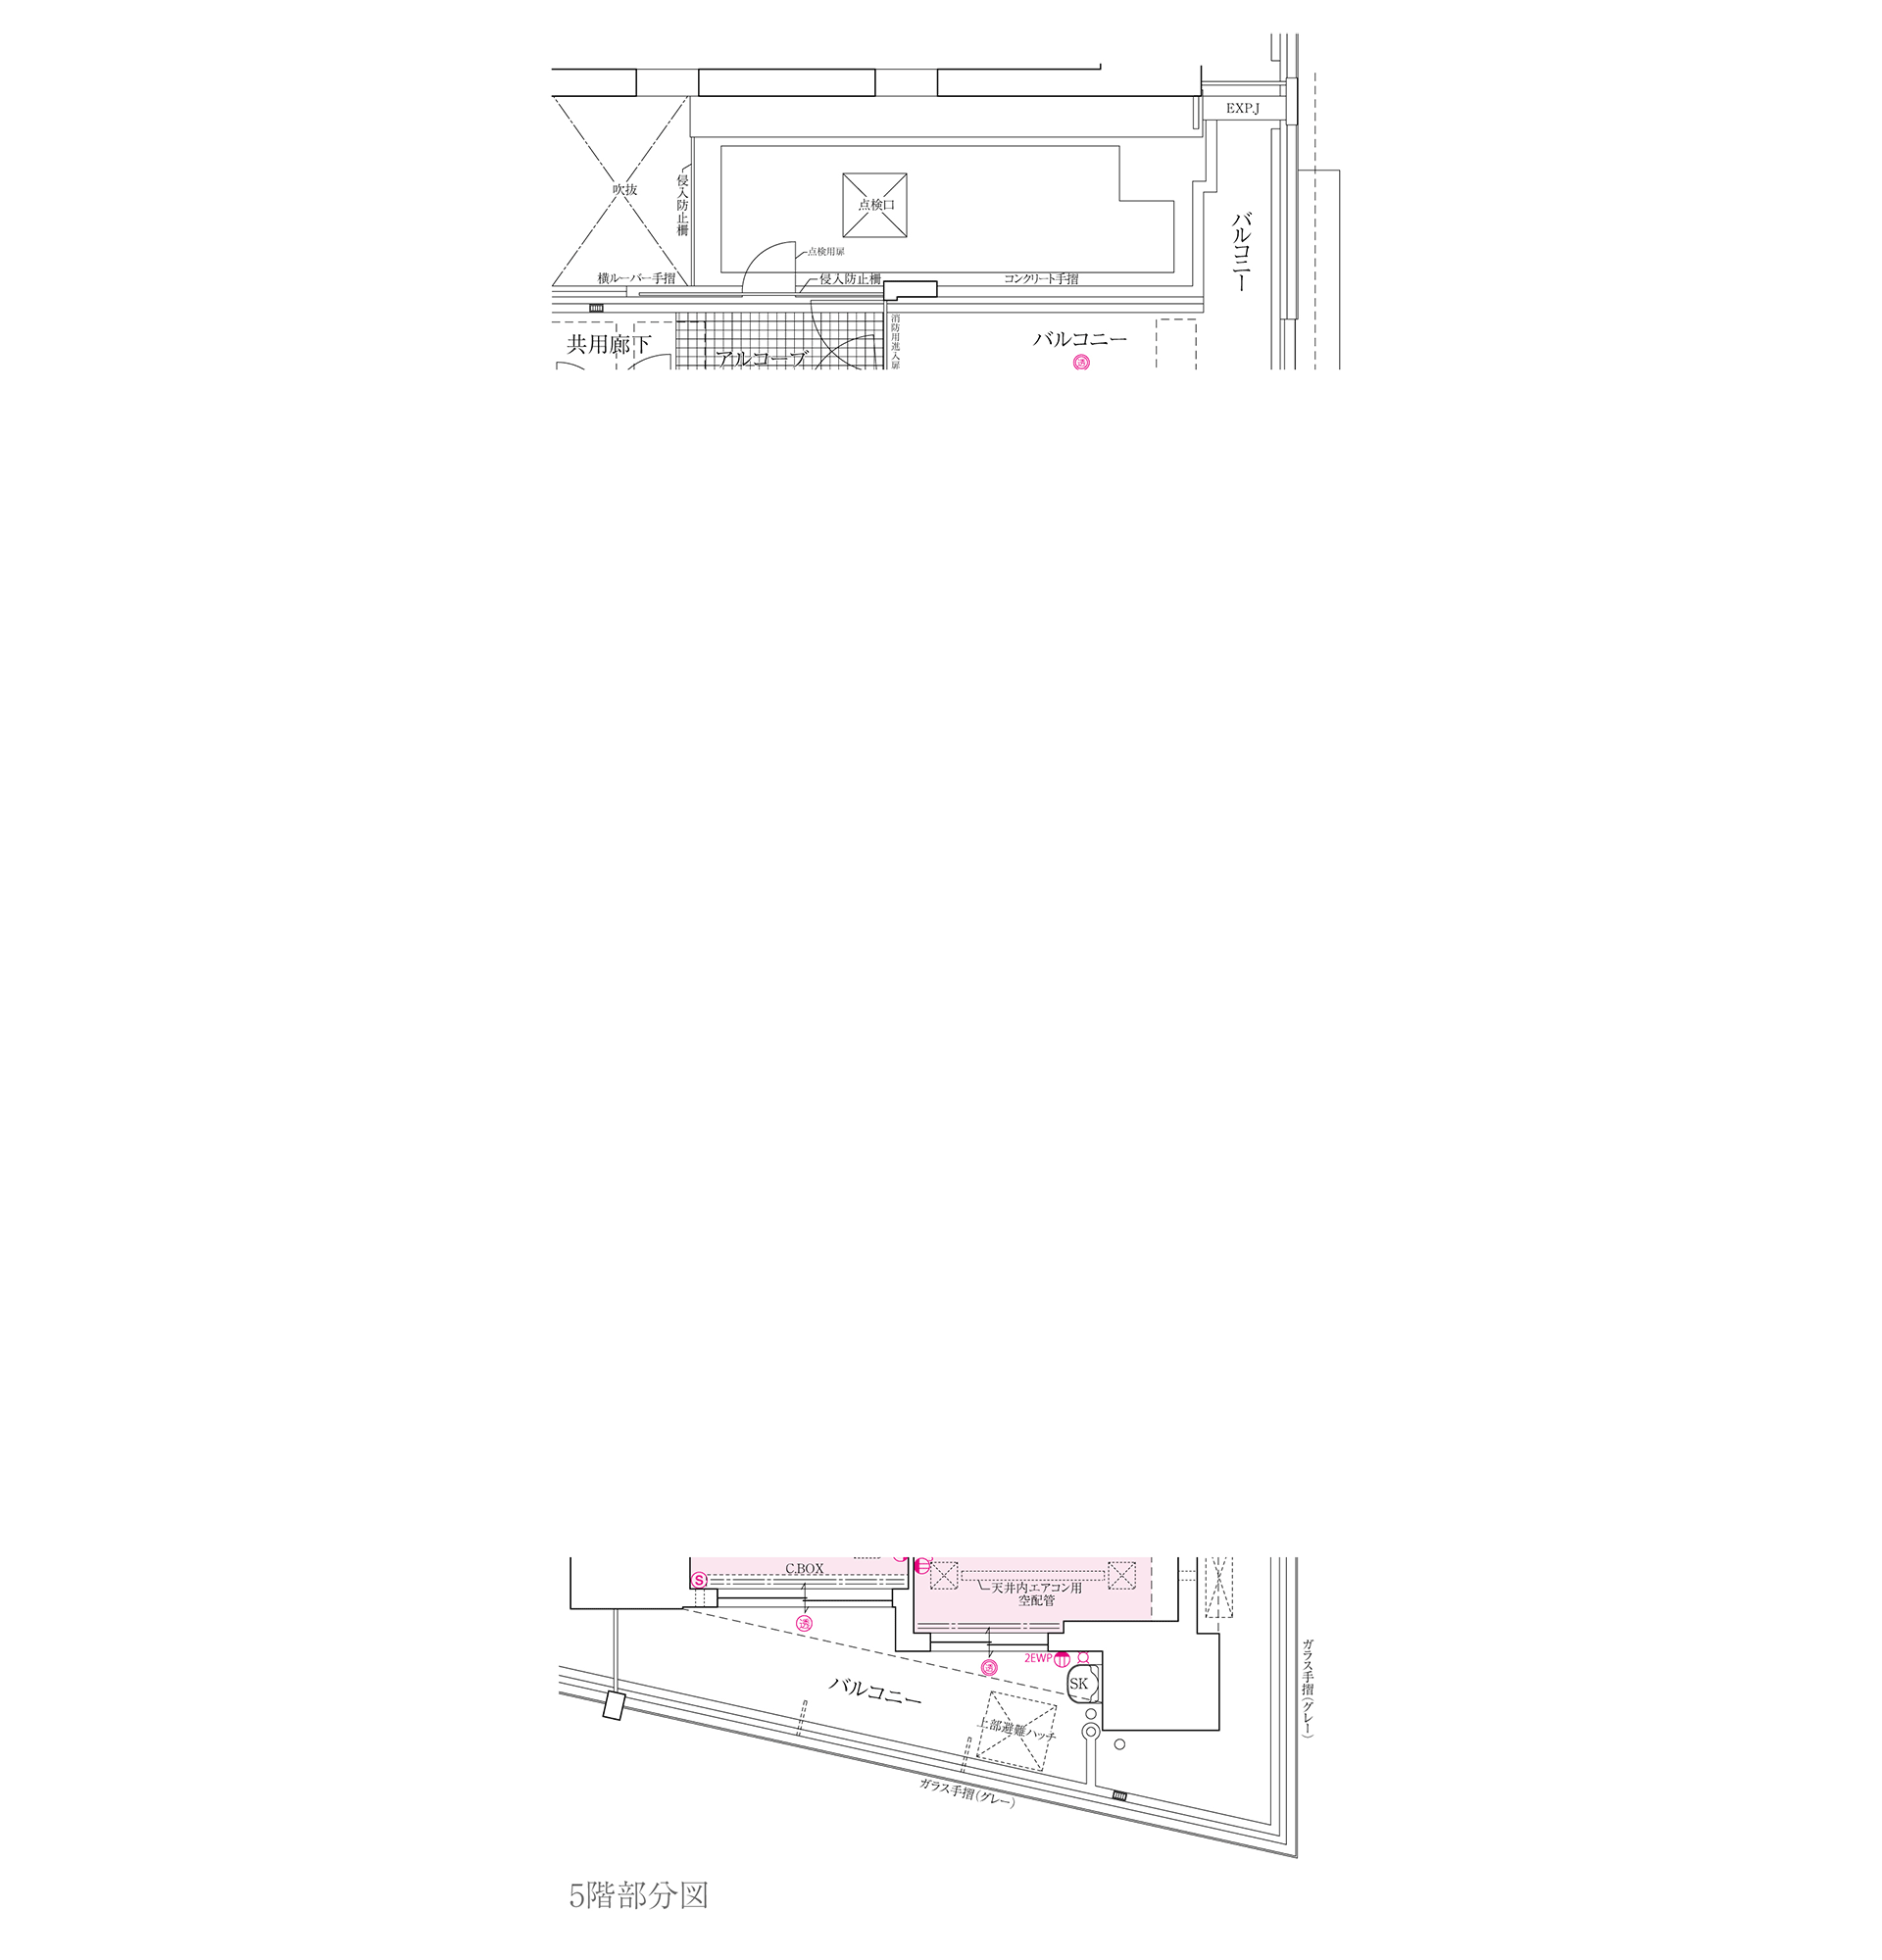 EXP.J
吹抜
侵入防止柵
点検口
バルコニー
点検用扉
横ルーバー手摺
侵入防止柵
コンクリート手摺
消防用進入扉
共用廊下
アルコーブ
バルコニー
透
C.BOX
S
天井内エアコン用
空配管
透
透
2EWP
SK
バルコニー
上部避難ハッチ
ガラス手摺(グレー)
ガラス手摺(グレー)
5階部分図